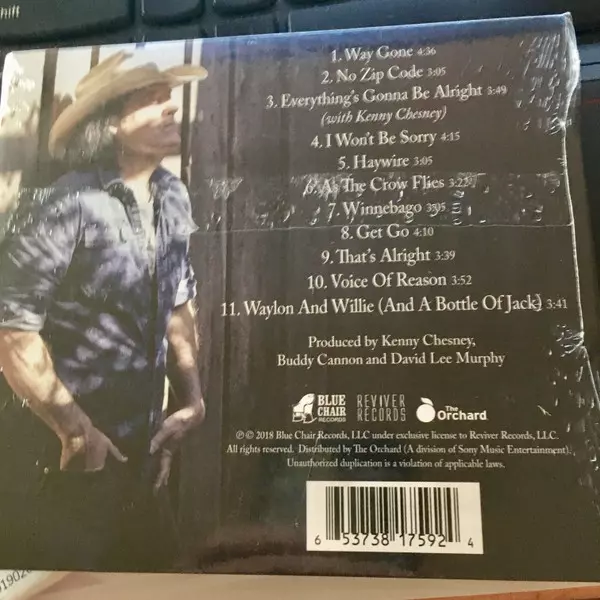 hift
1. Way Gone 4:36
2. No Zip Code 3:05
3. Everything's Gonna Be Alright 3:49
(with Kenny Chesney)
4. I Won't Be Sorry 4:15
5. Haywire 3:05
6. As The Crow Flies 3:22
7. Winnebago 3:05
8. Get Go 4:10
9. That's Alright 3:39
10. Voice Of Reason 3:52
11. Waylon And Willie (And A Bottle Of Jack) 3:41
Produced by Kenny Chesney,
Buddy Cannon and David Lee Murphy
BLUE CHAIR RECORDS
REVIVER RECORDS
The Orchard
℗ © 2018 Blue Chair Records, LLC under exclusive license to Reviver Records, LLC.
All rights reserved. Distributed by The Orchard (A division of Sony Music Entertainment).
Unauthorized duplication is a violation of applicable laws.
6 53738 17592 4